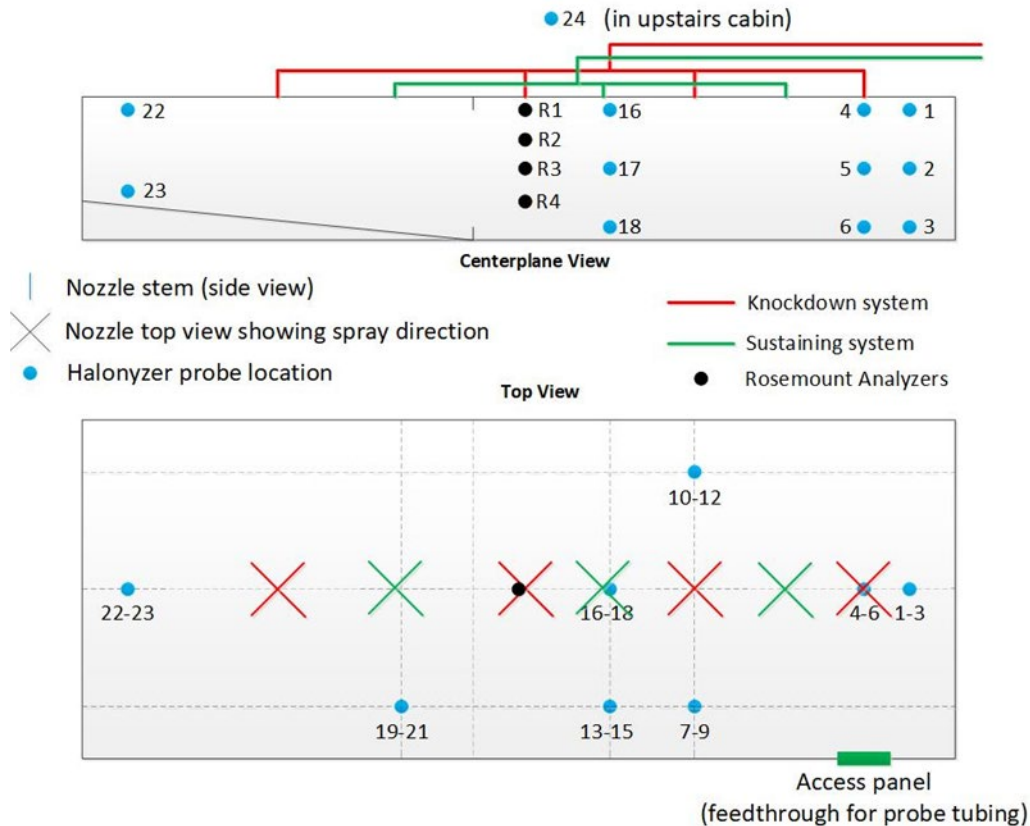 24 (in upstairs cabin)
22 R1 16 4 1
R2
23 R3 17 5 2
R4
18 6 3
Centerplane View
Nozzle stem (side view)
Nozzle top view showing spray direction
Halonyzer probe location
Knockdown system
Sustaining system
Rosemount Analyzers
Top View
10-12
22-23 16-18 4-6 1-3
19-21 13-15 7-9
Access panel
(feedthrough for probe tubing)